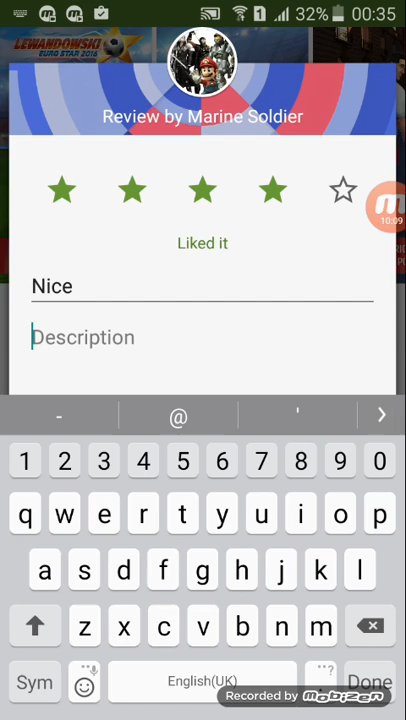 1 32% 00:35
LEWANDOWSKI
EURO STAR 2016
Review by Marine Soldier
10:09
Liked it
Nice
Description
- @ ' >
1 2 3 4 5 6 7 8 9 0
q w e r t y u i o p
a s d f g h j k l
z x c v b n m
Sym English(UK) ...? Done
Recorded by mobizen